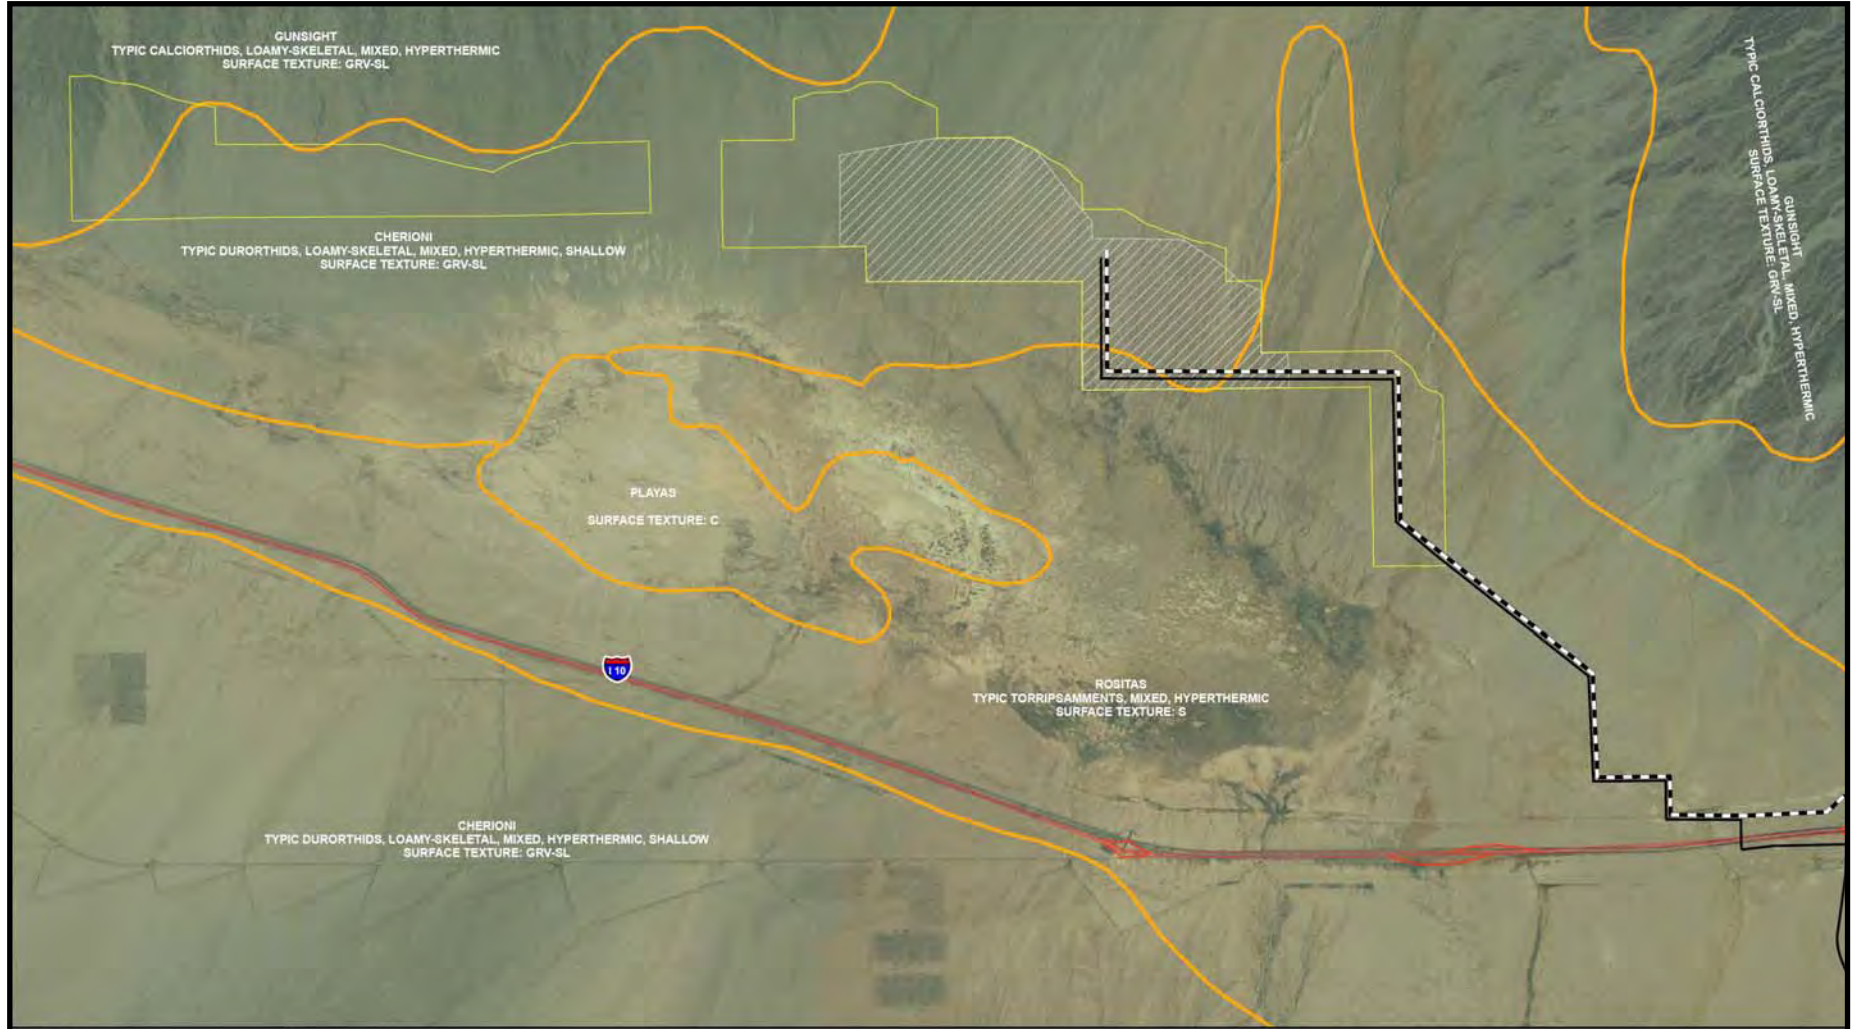 GUNSIGHT
TYPIC CALCIORTHIDS, LOAMY-SKELETAL, MIXED, HYPERTHERMIC
SURFACE TEXTURE: GRV-SL
GUNSIGHT
TYPIC CALCIORTHIDS, LOAMY-SKELETAL, MIXED, HYPERTHERMIC
SURFACE TEXTURE: GRV-SL
CHERIONI
TYPIC DURORTHIDS, LOAMY-SKELETAL, MIXED, HYPERTHERMIC, SHALLOW
SURFACE TEXTURE: GRV-SL
PLAYAS
SURFACE TEXTURE: C
I 10
ROSITAS
TYPIC TORRIPSAMMENTS, MIXED, HYPERTHERMIC
SURFACE TEXTURE: S
CHERIONI
TYPIC DURORTHIDS, LOAMY-SKELETAL, MIXED, HYPERTHERMIC, SHALLOW
SURFACE TEXTURE: GRV-SL